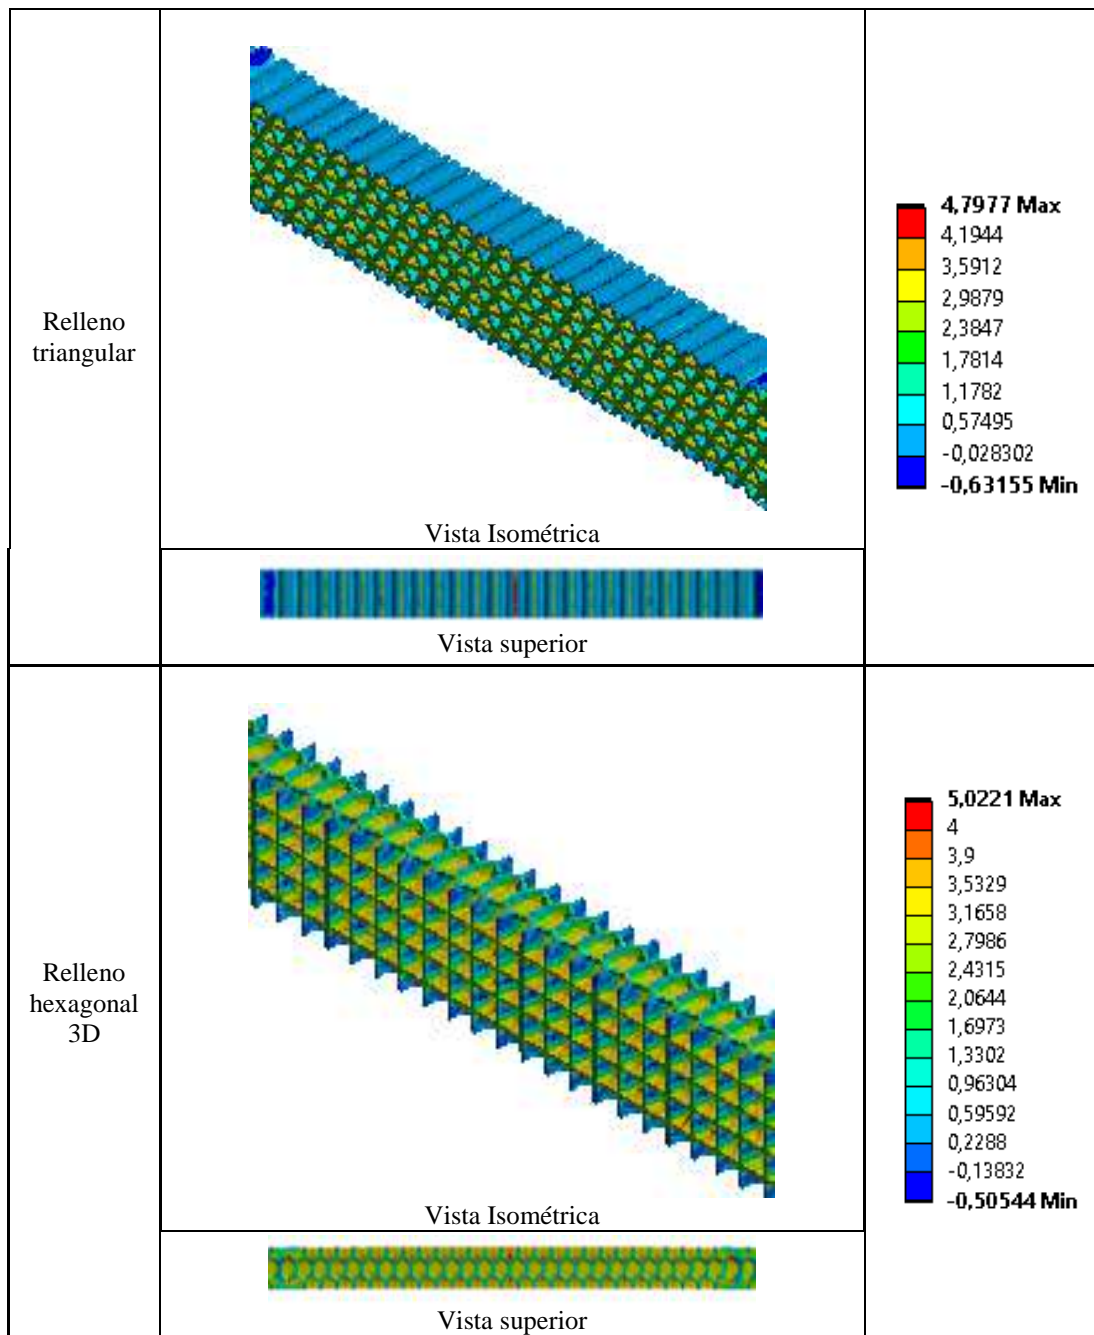 Relleno
triangular
Vista Isométrica
4,7977 Max
4,1944
3,5912
2,9879
2,3847
1,7814
1,1782
0,57495
-0,028302
-0,63155 Min
Vista superior
Relleno
hexagonal
3D
Vista Isométrica
5,0221 Max
4
3,9
3,5329
3,1658
2,7986
2,4315
2,0644
1,6973
1,3302
0,96304
0,59592
0,2288
-0,13832
-0,50544 Min
Vista superior